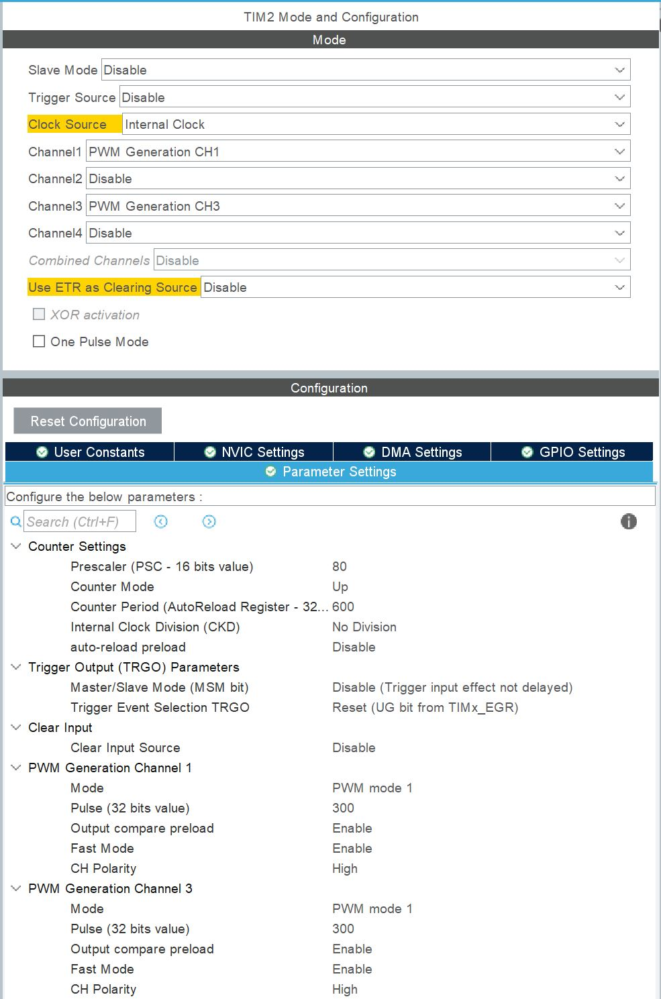 TIM2 Mode and Configuration
Mode
Slave Mode Disable
Trigger Source Disable
Clock Source Internal Clock
Channel1 PWM Generation CH1
Channel2 Disable
Channel3 PWM Generation CH3
Channel4 Disable
Combined Channels Disable
Use ETR as Clearing Source Disable
XOR activation
One Pulse Mode
Configuration
Reset Configuration
User Constants NVIC Settings DMA Settings GPIO Settings
Parameter Settings
Configure the below parameters :
Search (Ctrl+F)
Counter Settings
Prescaler (PSC - 16 bits value) 80
Counter Mode Up
Counter Period (AutoReload Register - 32... 600
Internal Clock Division (CKD) No Division
auto-reload preload Disable
Trigger Output (TRGO) Parameters
Master/Slave Mode (MSM bit) Disable (Trigger input effect not delayed)
Trigger Event Selection TRGO Reset (UG bit from TIMx_EGR)
Clear Input
Clear Input Source Disable
PWM Generation Channel 1
Mode PWM mode 1
Pulse (32 bits value) 300
Output compare preload Enable
Fast Mode Enable
CH Polarity High
PWM Generation Channel 3
Mode PWM mode 1
Pulse (32 bits value) 300
Output compare preload Enable
Fast Mode Enable
CH Polarity High